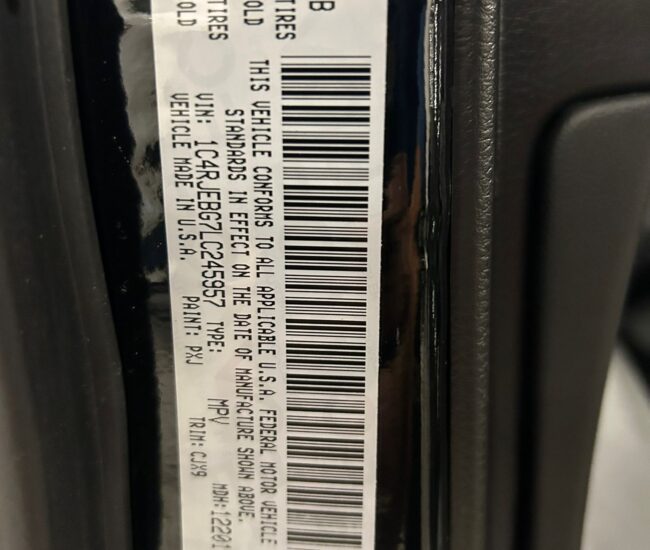 B
TIRES TIRES
OLD OLD
THIS VEHICLE CONFORMS TO ALL APPLICABLE U.S.A. FEDERAL MOTOR VEHICLE
STANDARDS IN EFFECT ON THE DATE OF MANUFACTURE SHOWN ABOVE.
VIN: 1C4RJEBG7LC245957 TYPE: MPV MDH:12201
VEHICLE MADE IN U.S.A. PAINT: PXJ TRIM: CJX9